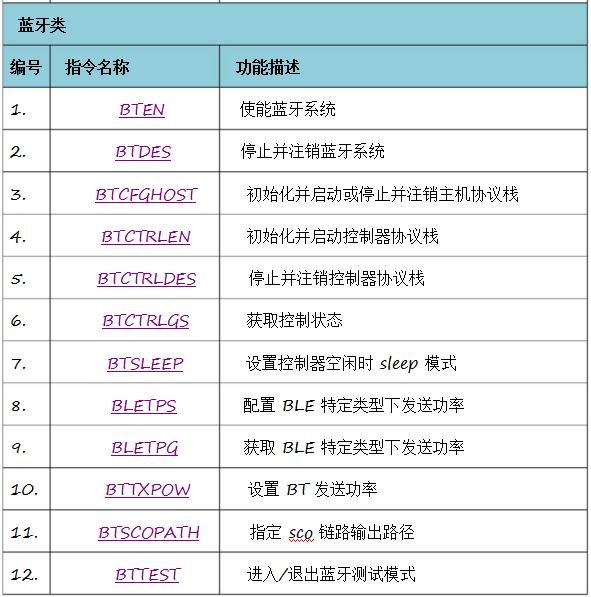 蓝牙类
编号 指令名称 功能描述
1. BTEN 使能蓝牙系统
2. BTDES 停止并注销蓝牙系统
3. BTCFGHOST 初始化并启动或停止并注销主机协议栈
4. BTCTRLEN 初始化并启动控制器协议栈
5. BTCTRLDES 停止并注销控制器协议栈
6. BTCTRLGS 获取控制状态
7. BTSLEEP 设置控制器空闲时 sleep 模式
8. BLETPS 配置 BLE 特定类型下发送功率
9. BLETPG 获取 BLE 特定类型下发送功率
10. BTTXPOW 设置 BT 发送功率
11. BTSCOPATH 指定 sco 链路输出路径
12. BTTEST 进入/退出蓝牙测试模式